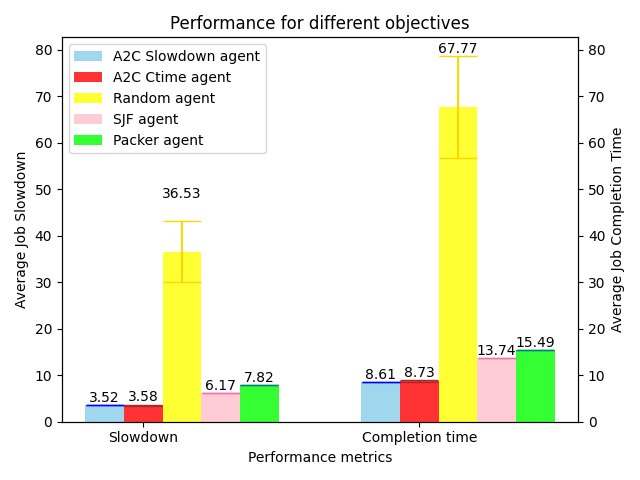 Performance for different objectives
A2C Slowdown agent
A2C Ctime agent
Random agent
SJF agent
Packer agent
Average Job Slowdown
80
70
60
50
40
30
20
10
0
3.52
3.58
36.53
6.17
7.82
8.61
8.73
67.77
13.74
15.49
80
70
60
50
40
30
20
10
0
Average Job Completion Time
Slowdown
Completion time
Performance metrics